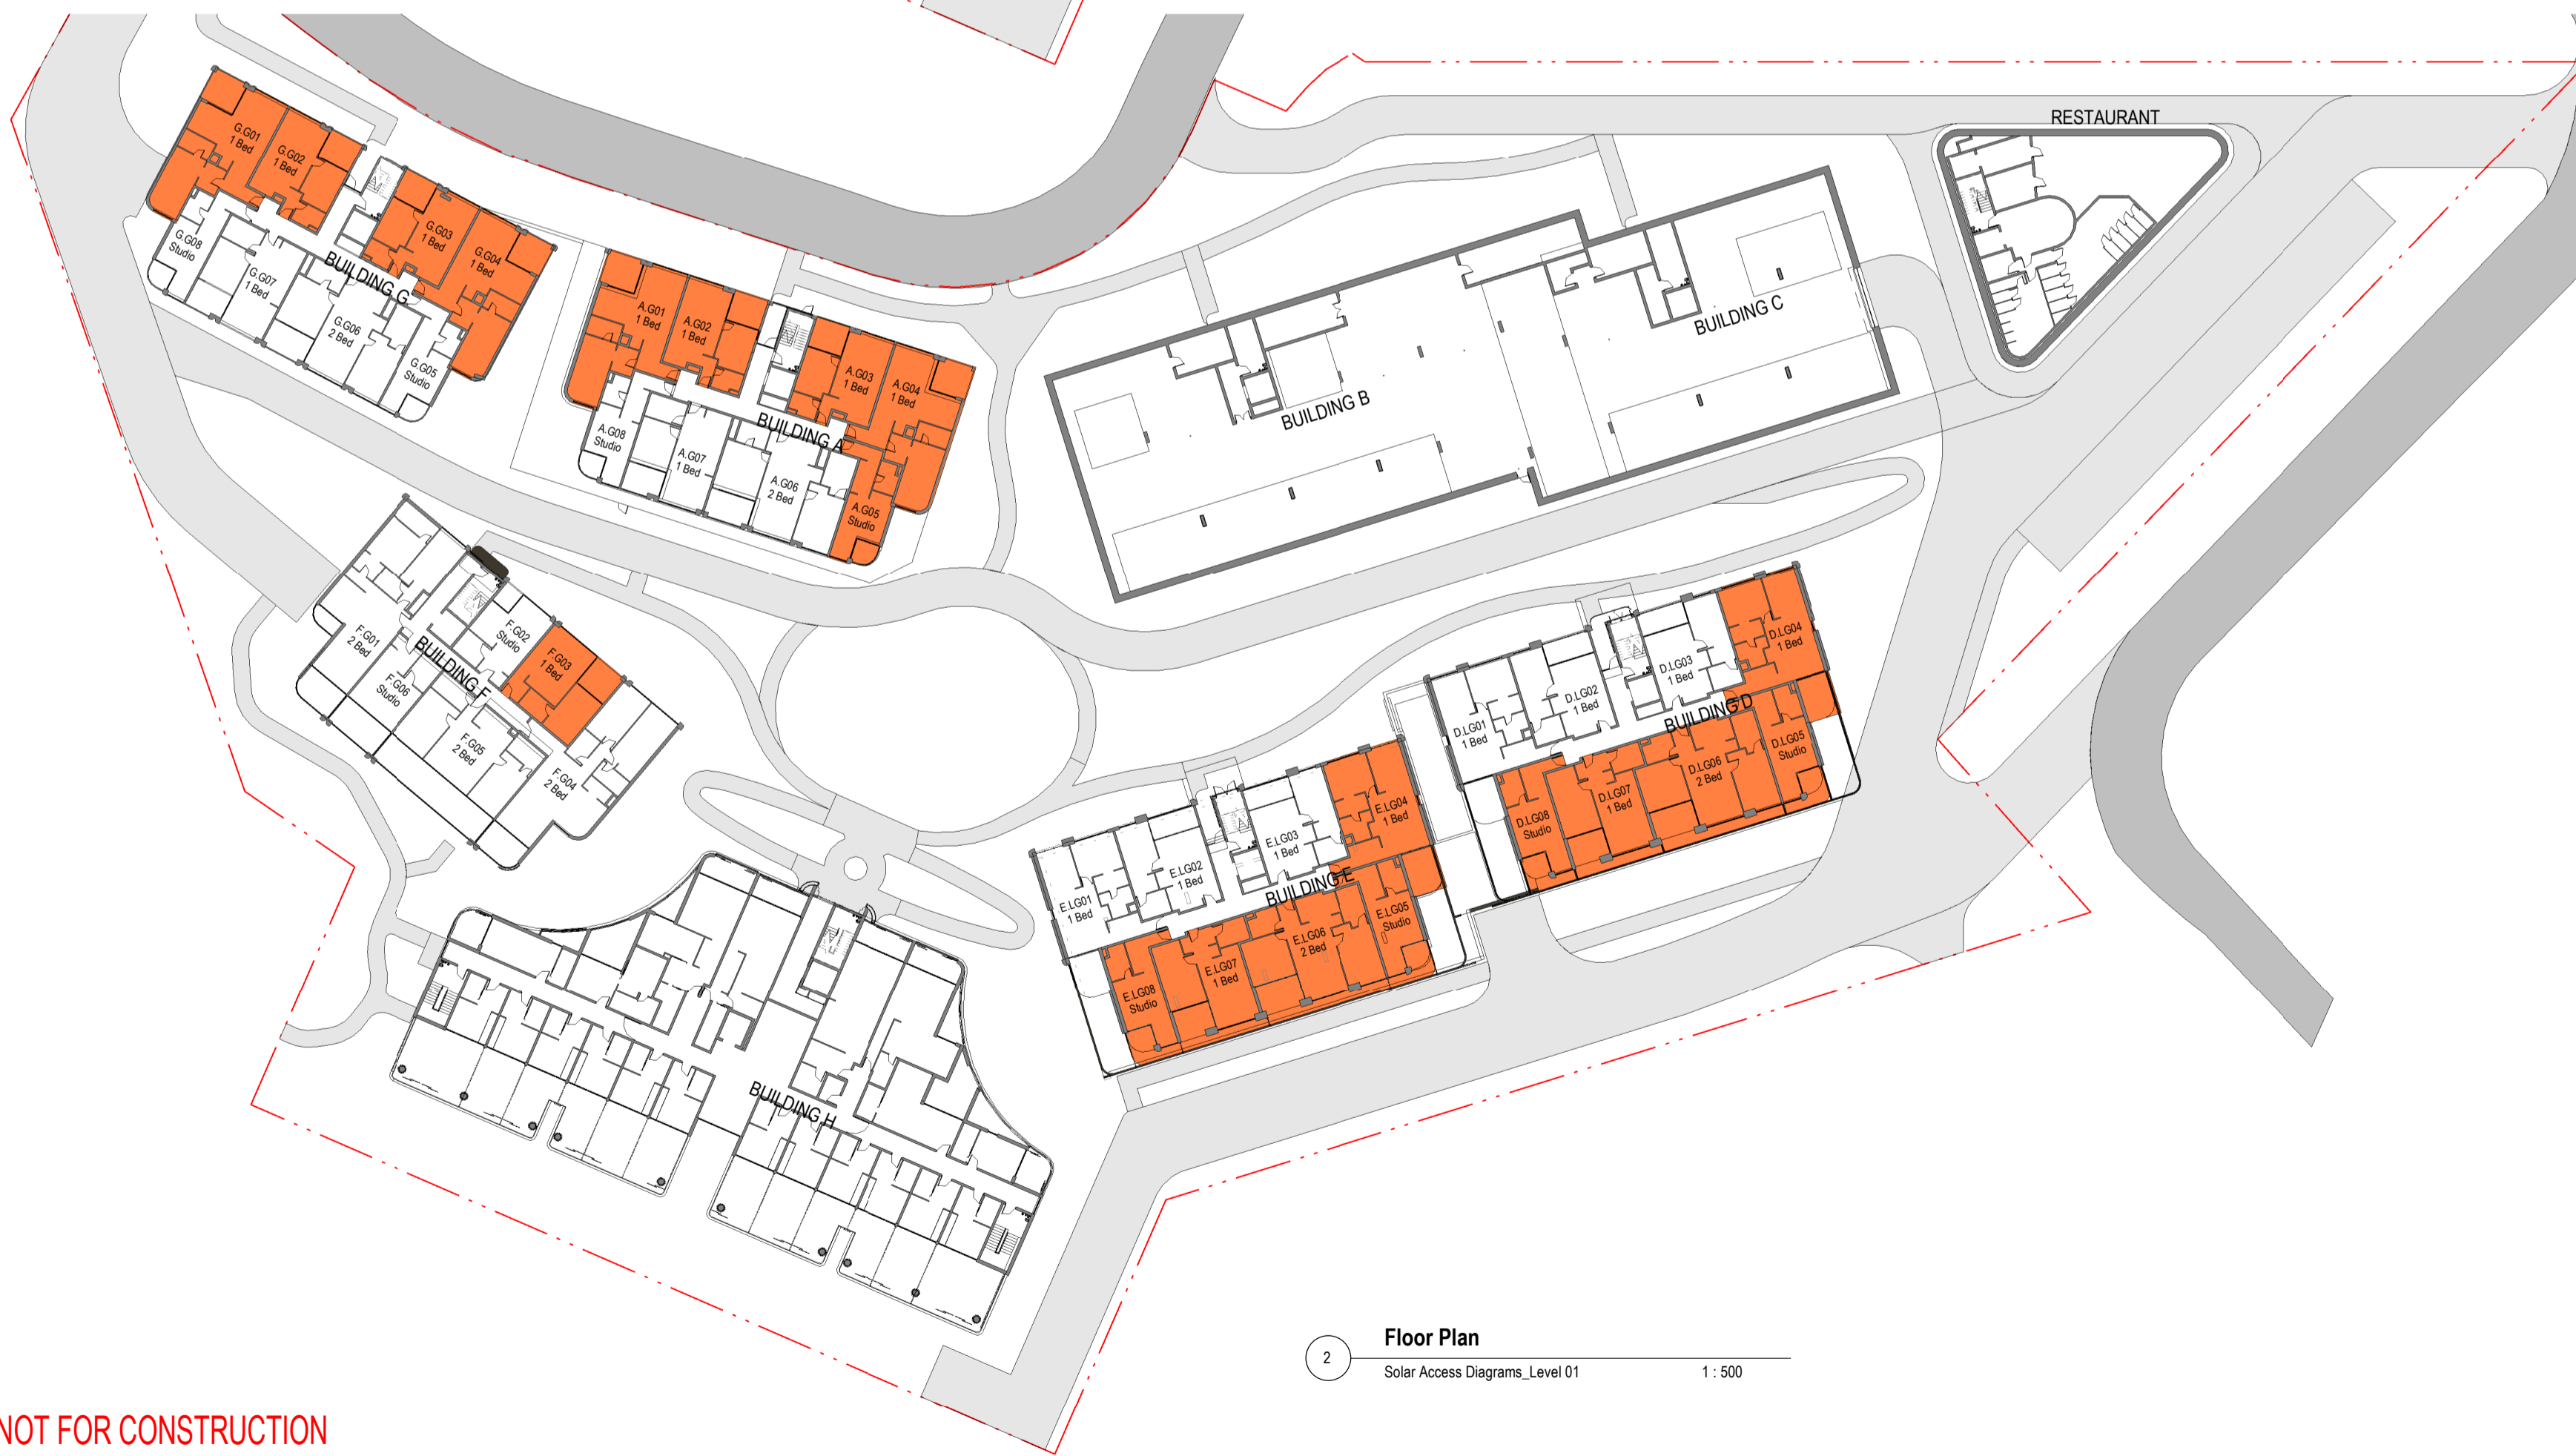 RESTAURANT
G.G01
1 Bed
G.G02
1 Bed
G.G03
1 Bed
G.G04
1 Bed
G.G08
Studio
G.G07
1 Bed
BUILDING G
G.G06
2 Bed
G.G05
Studio
A.G01
1 Bed
A.G02
1 Bed
A.G03
1 Bed
A.G04
1 Bed
A.G08
Studio
A.G07
1 Bed
BUILDING A
A.G06
2 Bed
A.G05
Studio
BUILDING B
BUILDING C
F.G01
2 Bed
F.G02
Studio
F.G03
1 Bed
BUILDING F
F.G06
Studio
F.G05
2 Bed
F.G04
2 Bed
D.LG01
1 Bed
D.LG02
1 Bed
D.LG03
1 Bed
D.LG04
1 Bed
BUILDING D
D.LG08
Studio
D.LG07
1 Bed
D.LG06
2 Bed
D.LG05
Studio
E.LG01
1 Bed
E.LG02
1 Bed
E.LG03
1 Bed
E.LG04
1 Bed
BUILDING E
E.LG08
Studio
E.LG07
1 Bed
E.LG06
2 Bed
E.LG05
Studio
BUILDING H
2
Floor Plan
Solar Access Diagrams_Level 01
1 : 500
NOT FOR CONSTRUCTION